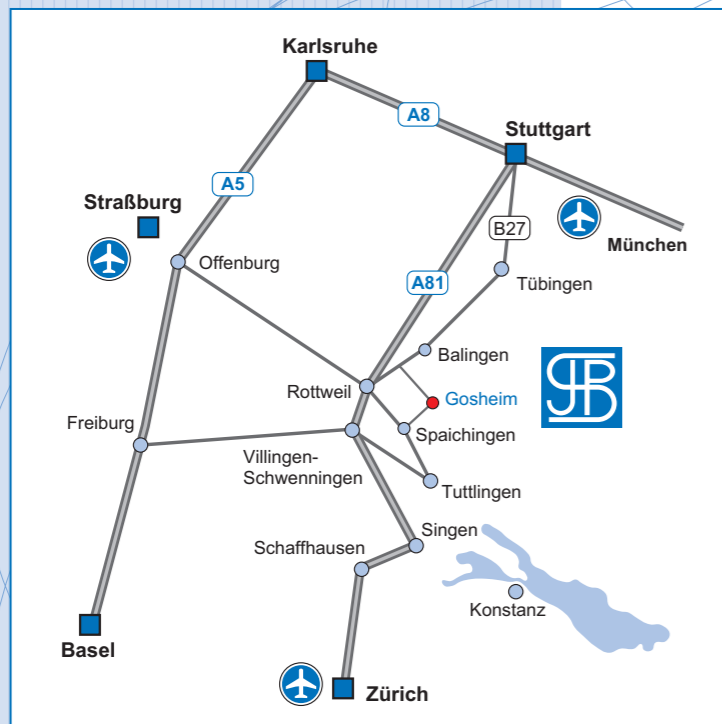 Karlsruhe
A8
Stuttgart
A5
Straßburg
B27
München
Offenburg
A81
Tübingen
Balingen
Rottweil
Gosheim
Freiburg
Spaichingen
Villingen-
Schwenningen
Tuttlingen
Singen
Schaffhausen
Konstanz
Basel
Zürich